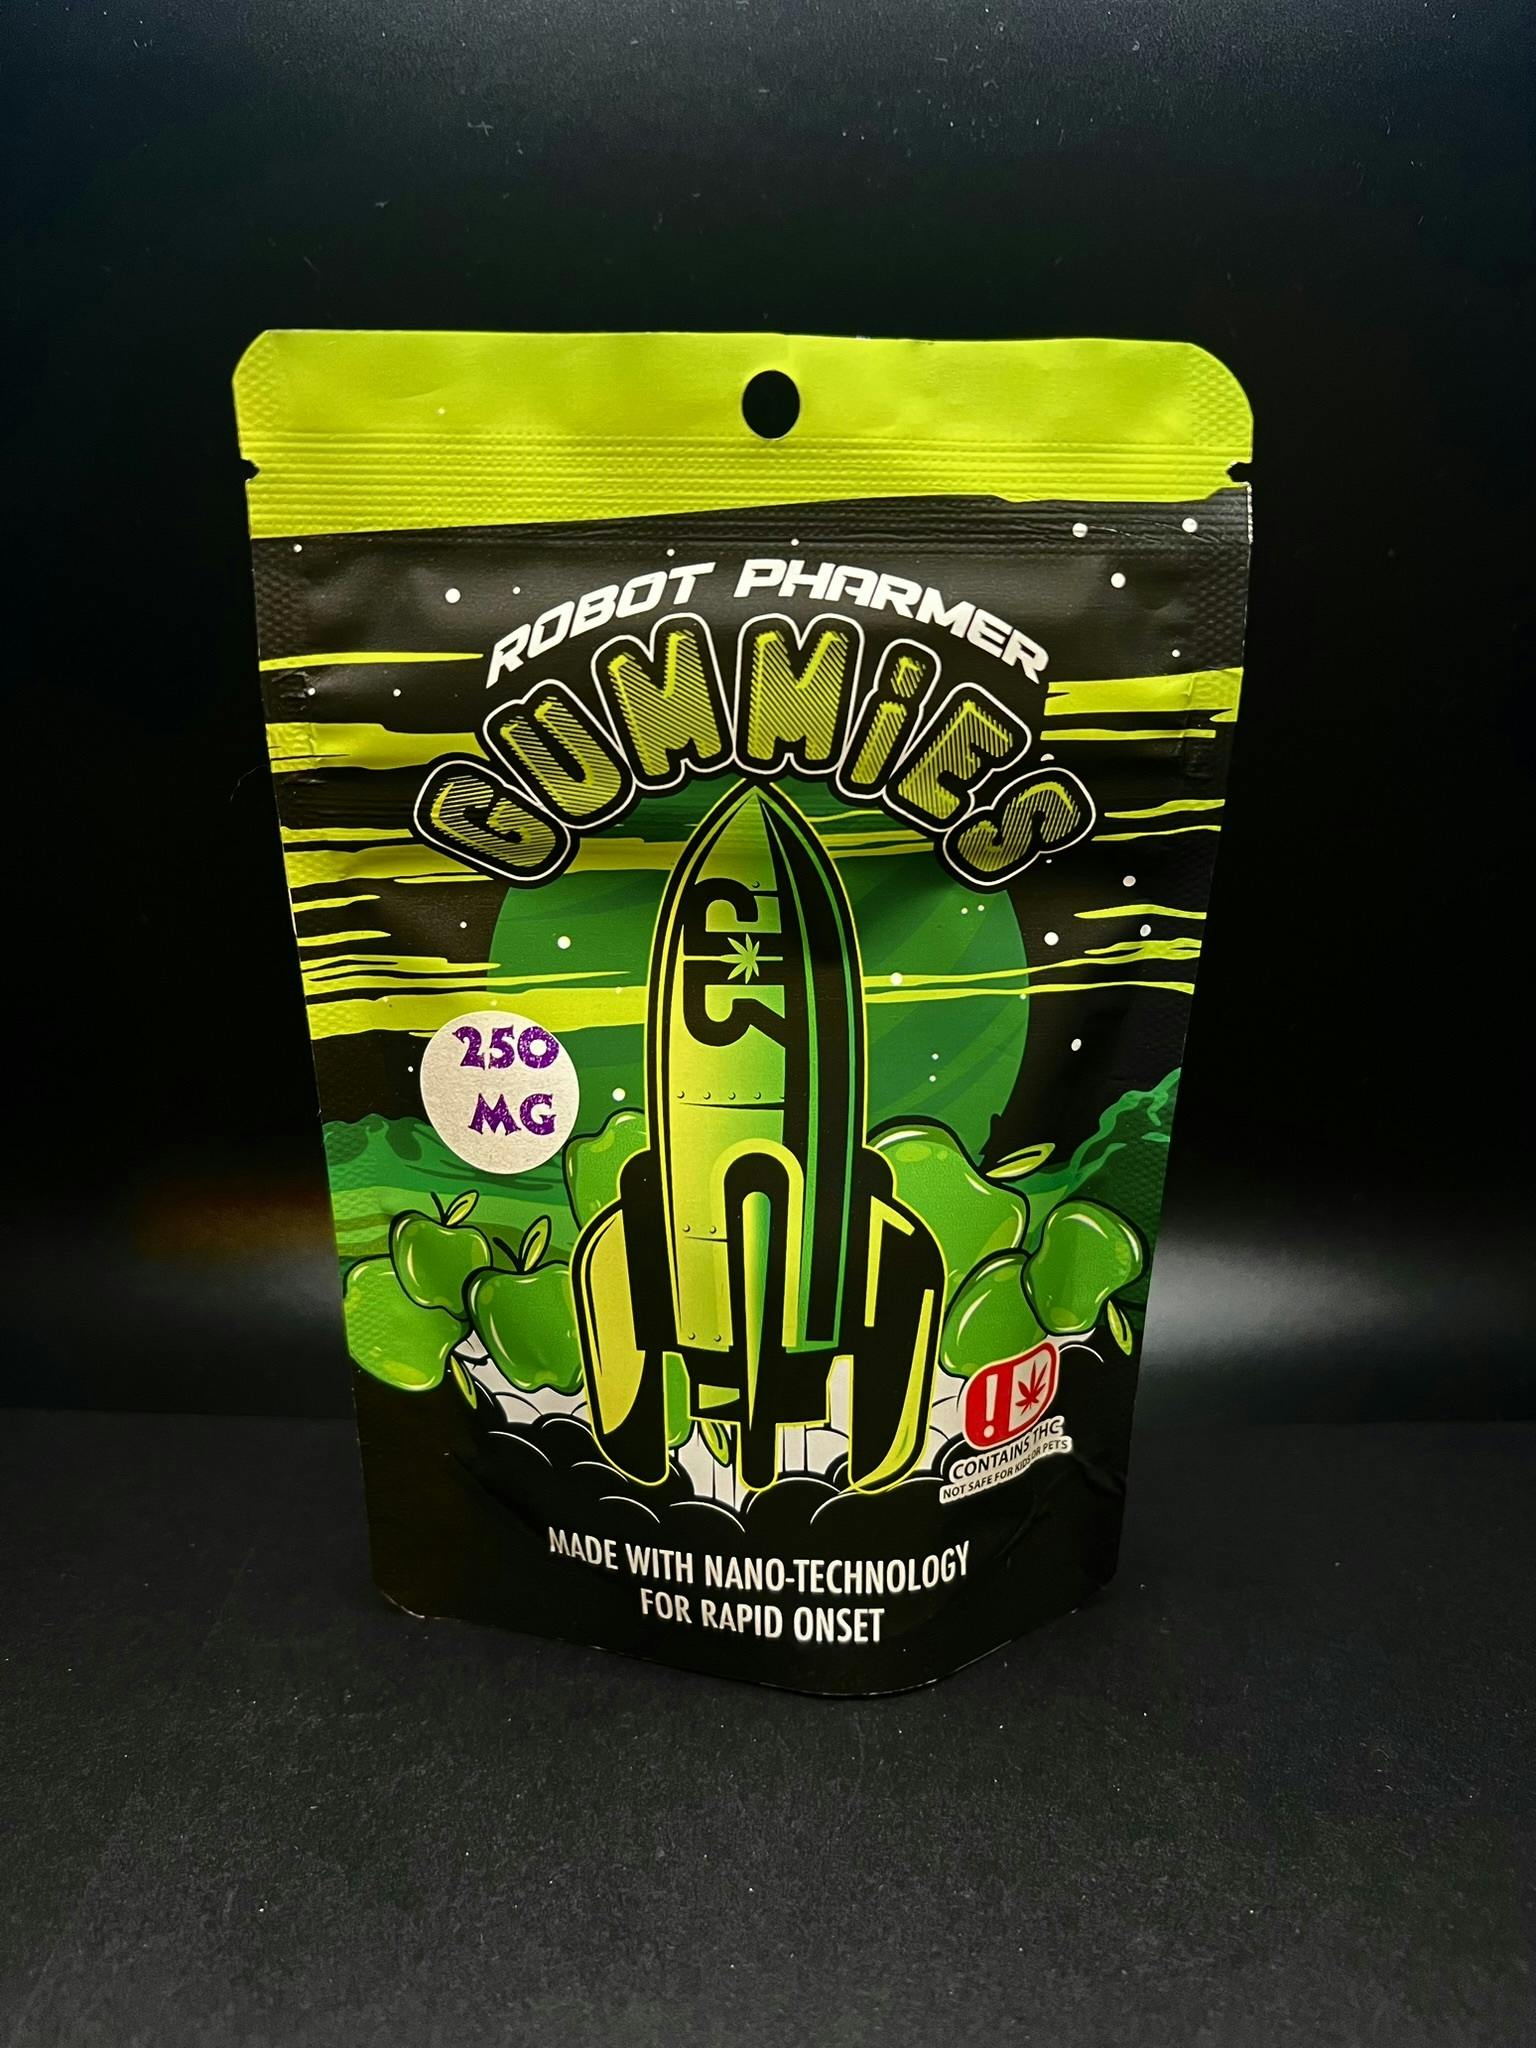 ROBOT PHARMER
GUMMiES
250
MG
CONTAINS THC
NOT SAFE FOR KIDS OR PETS
MADE WITH NANO-TECHNOLOGY
FOR RAPID ONSET